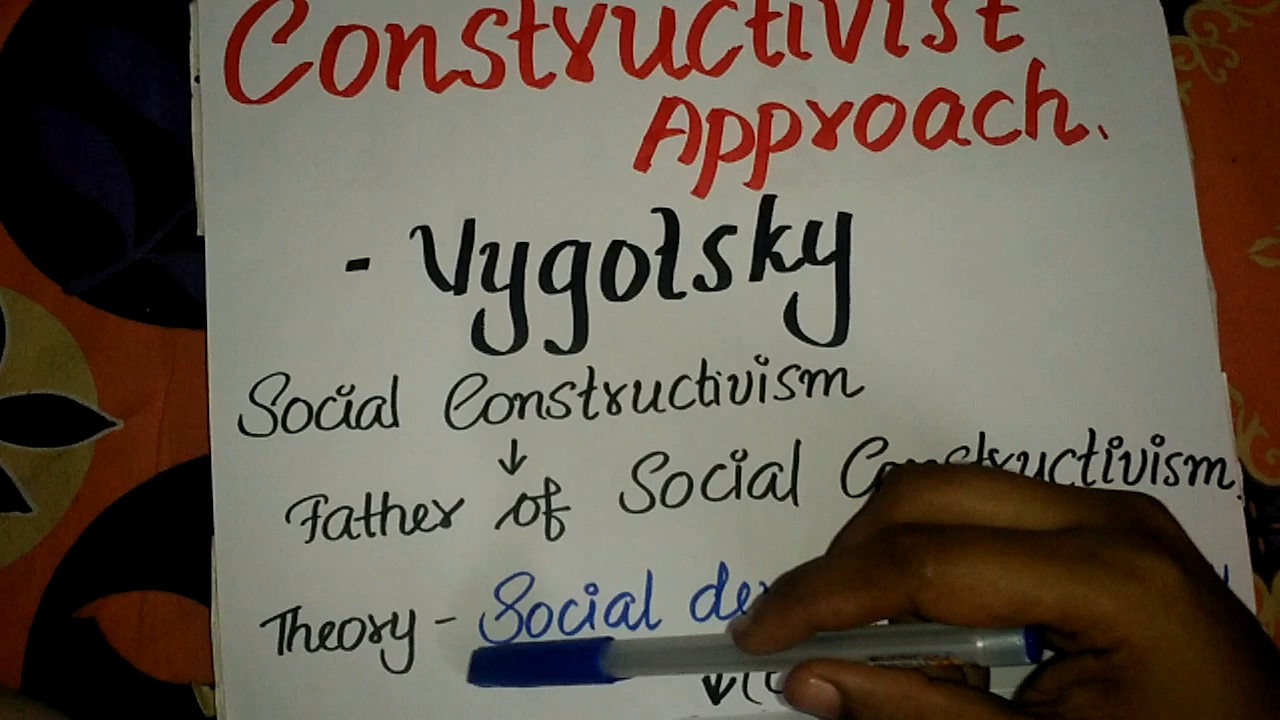 Constructivist
Approach.
- Vygotsky
Social Constructivism
↓
Father of Social Constructivism.
Theory - Social
↓(